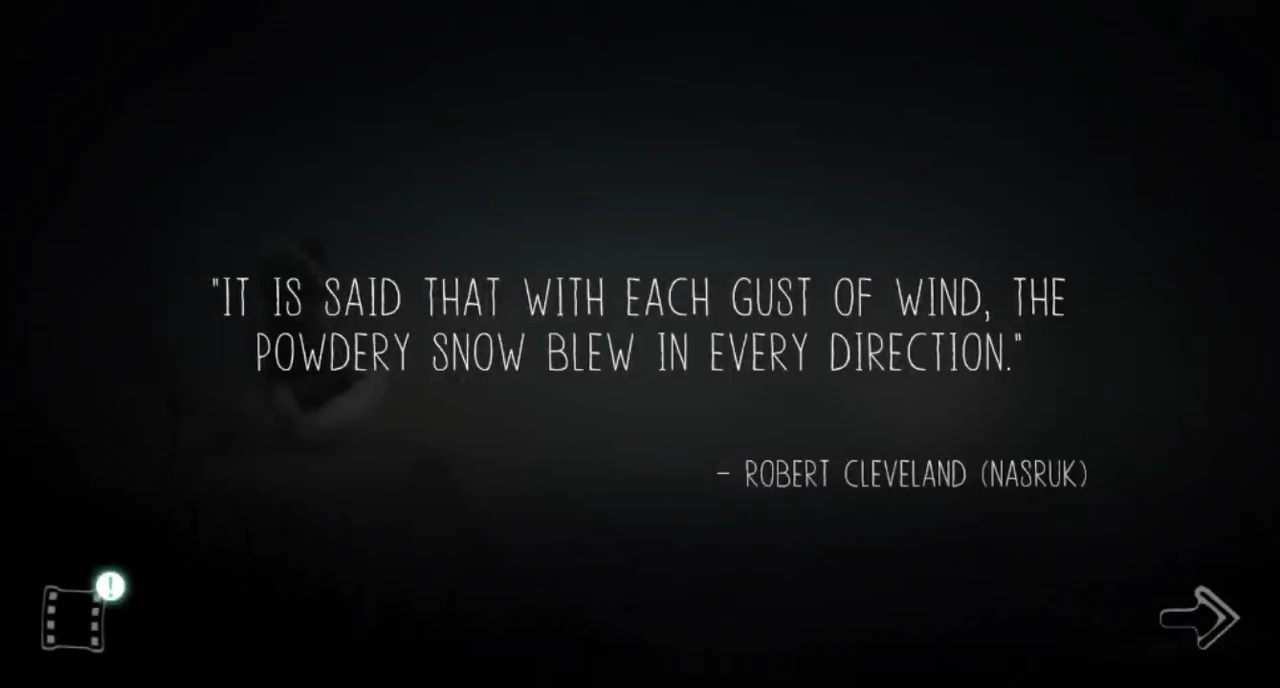 "IT IS SAID THAT WITH EACH GUST OF WIND, THE
POWDERY SNOW BLEW IN EVERY DIRECTION."
- ROBERT CLEVELAND (NASRUK)
!